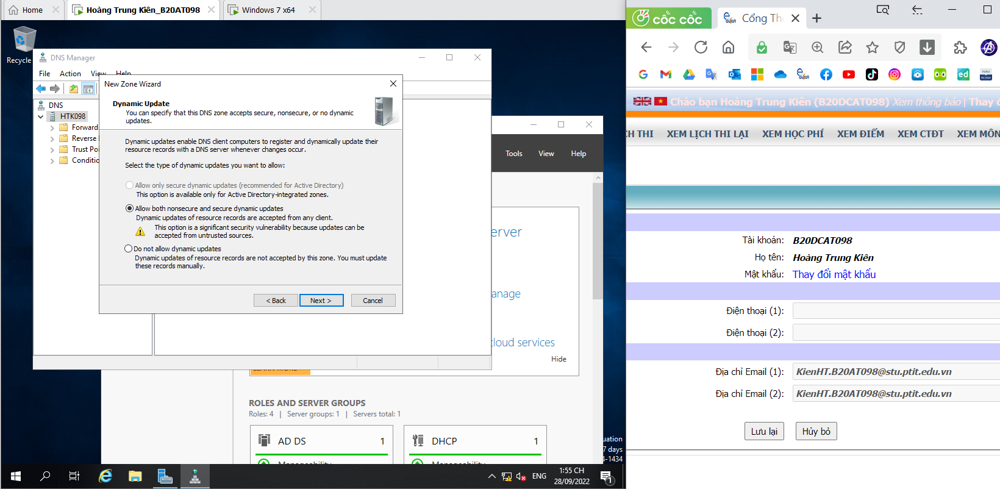 Home
Hoàng Trung Kiên_B20AT098
Windows 7 x64
Recycle
DNS Manager
File Action View Help
New Zone Wizard
Dynamic Update
You can specify that this DNS zone accepts secure, nonsecure, or no dynamic
updates.
DNS
HTK098
Forward
Reverse
Trust Poi
Conditio
Dynamic updates enable DNS client computers to register and dynamically update their
resource records with a DNS server whenever changes occur.
Select the type of dynamic updates you want to allow:
Allow only secure dynamic updates (recommended for Active Directory)
This option is available only for Active Directory-integrated zones.
Allow both nonsecure and secure dynamic updates
Dynamic updates of resource records are accepted from any client.
This option is a significant security vulnerability because updates can be
accepted from untrusted sources.
Do not allow dynamic updates
Dynamic updates of resource records are not accepted by this zone. You must update
these records manually.
< Back
Next >
Cancel
Tools View Help
erver
anage
cloud services
Hide
LEARN MORE
ROLES AND SERVER GROUPS
Roles: 4 | Server groups: 1 | Servers total: 1
AD DS 1
DHCP 1
Manageability
Manageability
uation
7 days
4-1434
ENG
1:55 CH
28/09/2022
1
cốc cốc
Cổng Thô
Chào bạn Hoàng Trung Kiên (B20DCAT098) Xem thông báo | Thay đ
CH THI XEM LỊCH THI LẠI XEM HỌC PHÍ XEM ĐIỂM XEM CTĐT XEM MÔN
Tài khoản: B20DCAT098
Họ tên: Hoàng Trung Kiên
Mật khẩu: Thay đổi mật khẩu
Điện thoại (1):
Điện thoại (2):
Địa chỉ Email (1): KienHT.B20AT098@stu.ptit.edu.vn
Địa chỉ Email (2): KienHT.B20AT098@stu.ptit.edu.vn
Lưu lại
Hủy bỏ